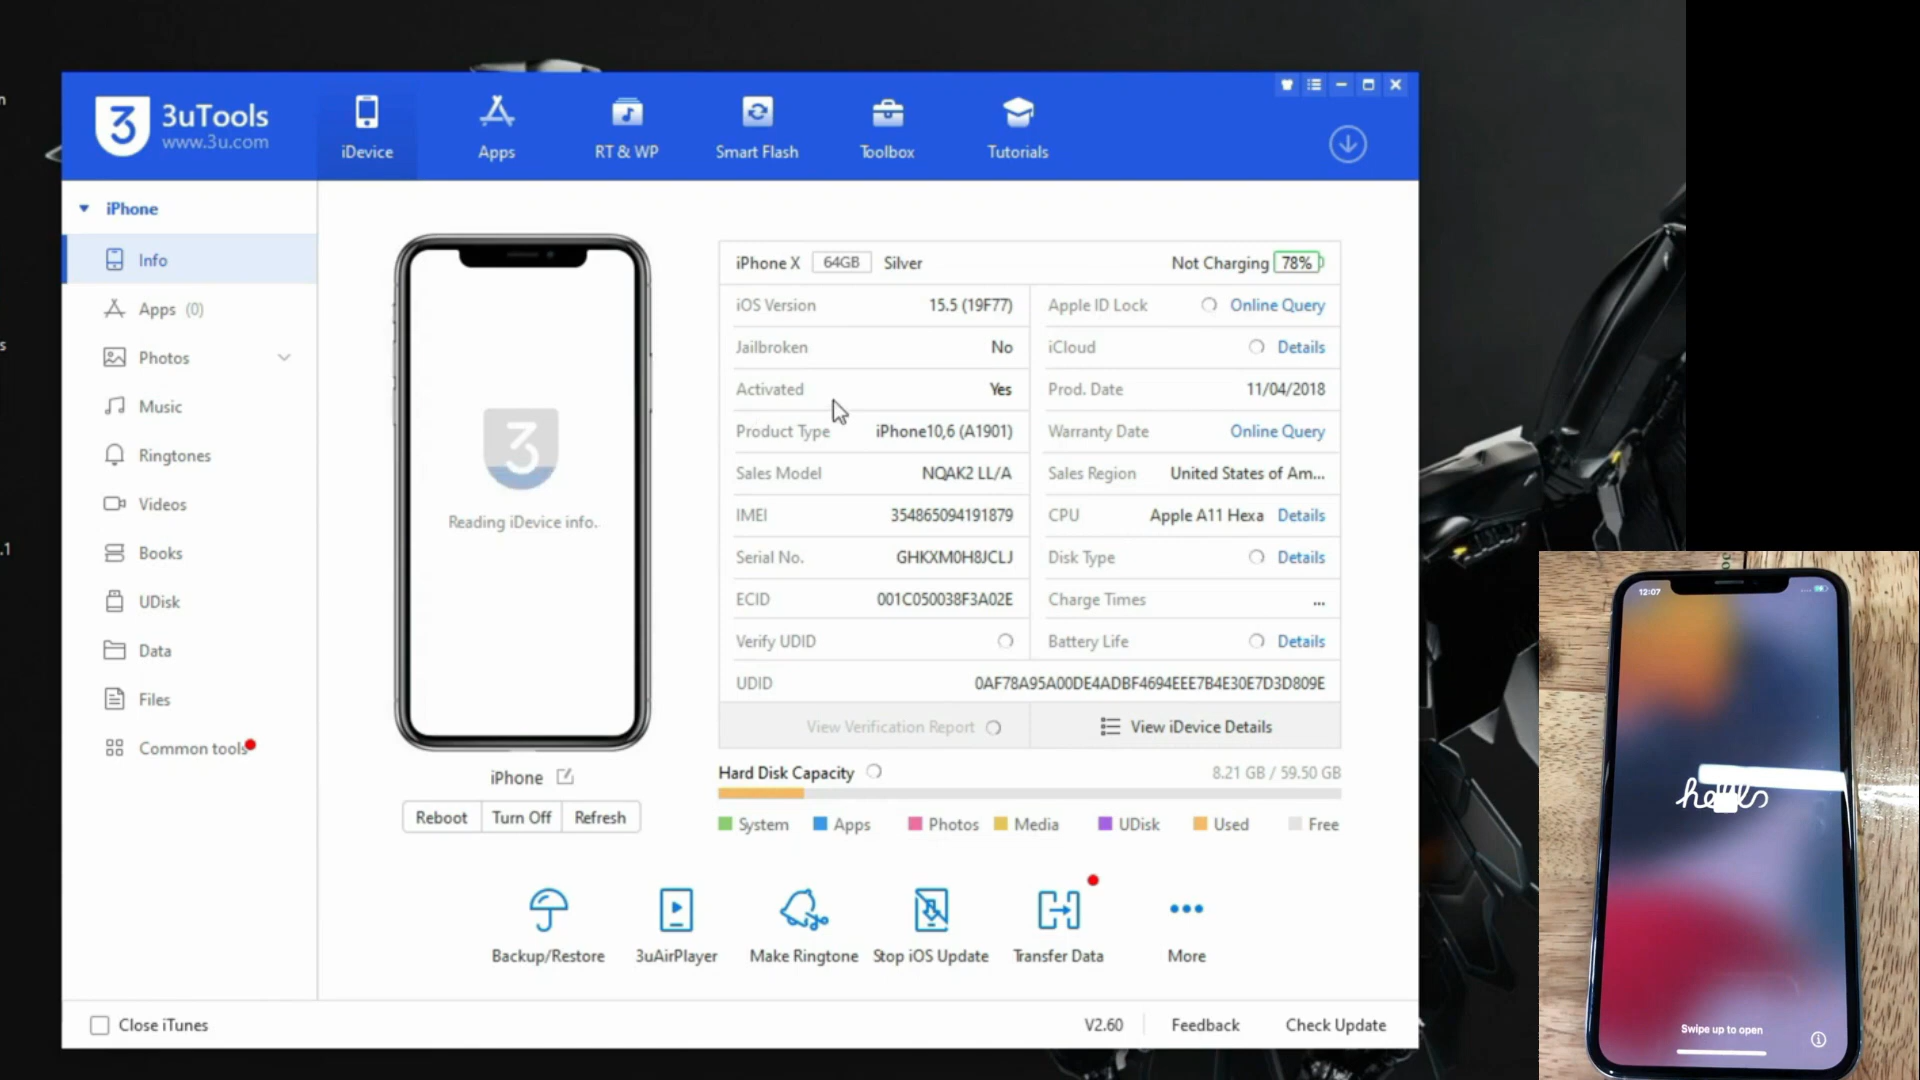 3 3uTools
www.3u.com
iDevice
Apps
RT & WP
Smart Flash
Toolbox
Tutorials
iPhone
Info
Apps (0)
Photos
Music
Ringtones
Videos
Books
UDisk
Data
Files
Common tools
3
Reading iDevice info.
iPhone
Reboot Turn Off Refresh
iPhone X 64GB Silver Not Charging 78%
iOS Version 15.5 (19F77) Apple ID Lock Online Query
Jailbroken No iCloud Details
Activated Yes Prod. Date 11/04/2018
Product Type iPhone10,6 (A1901) Warranty Date Online Query
Sales Model NQAK2 LL/A Sales Region United States of Am...
IMEI 354865094191879 CPU Apple A11 Hexa Details
Serial No. GHKXM0H8JCLJ Disk Type Details
ECID 001C050038F3A02E Charge Times ...
Verify UDID Battery Life Details
UDID 0AF78A95A00DE4ADBF4694EEE7B4E30E7D3D809E
View Verification Report View iDevice Details
Hard Disk Capacity 8.21 GB / 59.50 GB
System Apps Photos Media UDisk Used Free
Backup/Restore 3uAirPlayer Make Ringtone Stop iOS Update Transfer Data More
Close iTunes V2.60 Feedback Check Update
12:07
Swipe up to open